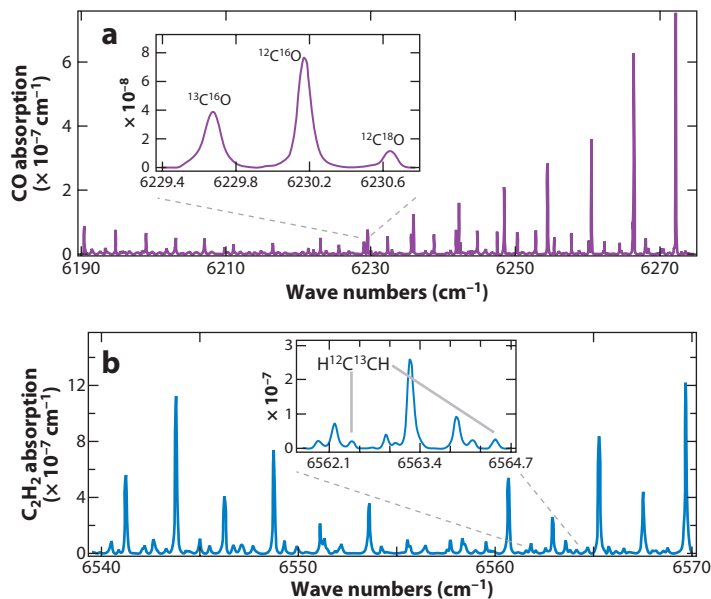 a
CO absorption
(× 10⁻⁷ cm⁻¹)
6
4
2
0
× 10⁻⁸
8
6
4
2
0
¹³C¹⁶O
¹²C¹⁶O
¹²C¹⁸O
6229.4 6229.8 6230.2 6230.6
6190 6210 6230 6250 6270
Wave numbers (cm⁻¹)
b
C₂H₂ absorption
(× 10⁻⁷ cm⁻¹)
12
8
4
0
× 10⁻⁷
3
2
1
0
H¹²C¹³CH
6562.1 6563.4 6564.7
6540 6550 6560 6570
Wave numbers (cm⁻¹)